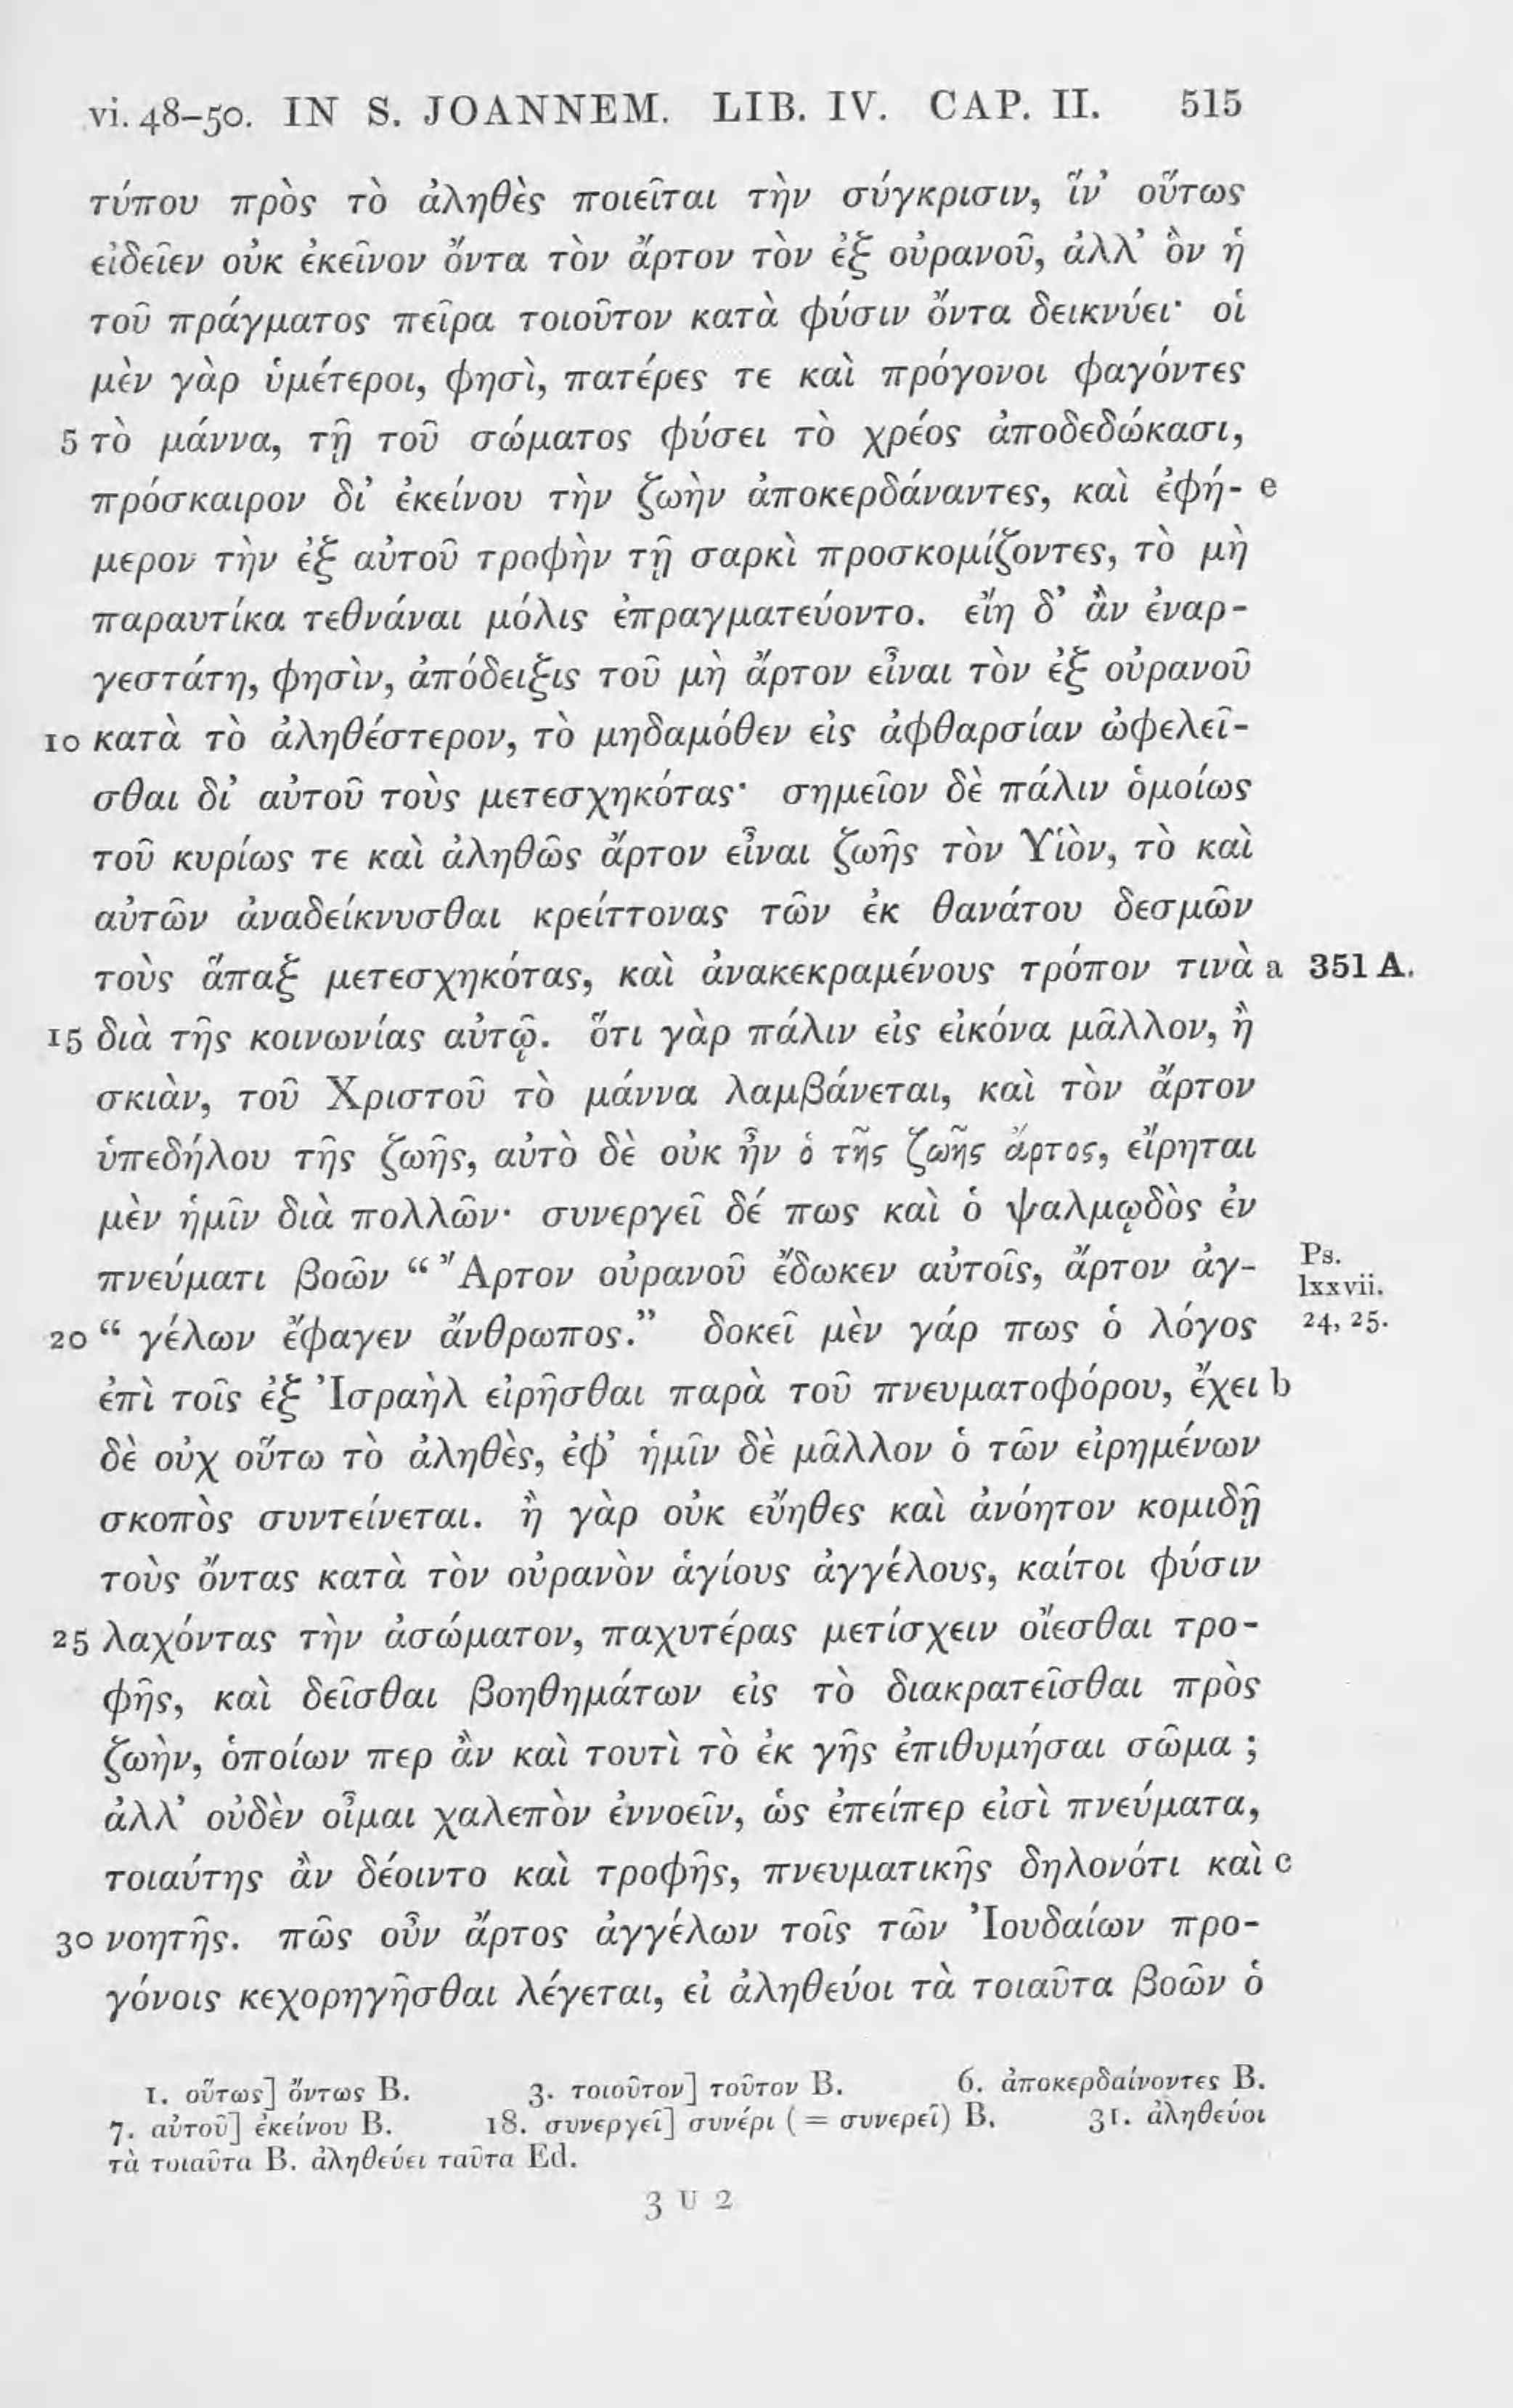 vi. 48–50. IN S. JOANNEM. LIB. IV. CAP. II. 515
τύπου πρὸς τὸ ἀληθὲς ποιεῖται τὴν σύγκρισιν, ἵν’ οὕτως
εἰδεῖεν οὐκ ἐκεῖνον ὄντα τὸν ἄρτον τὸν ἐξ οὐρανοῦ, ἀλλ’ ὃν ἡ
τοῦ πράγματος πεῖρα τοιοῦτον κατὰ φύσιν ὄντα δεικνύει· οἱ
μὲν γὰρ ὑμέτεροι, φησὶ, πατέρες τε καὶ πρόγονοι φαγόντες
5 τὸ μάννα, τῇ τοῦ σώματος φύσει τὸ χρέος ἀποδεδώκασι,
πρόσκαιρον δι’ ἐκείνου τὴν ζωὴν ἀποκερδάναντες, καὶ ἐφή- e
μερον τὴν ἐξ αὐτοῦ τροφὴν τῇ σαρκὶ προσκομίζοντες, τὸ μὴ
παραυτίκα τεθνάναι μόλις ἐπραγματεύοντο. εἴη δ’ ἂν ἐναρ-
γεστάτη, φησὶν, ἀπόδειξις τοῦ μὴ ἄρτον εἶναι τὸν ἐξ οὐρανοῦ
10 κατὰ τὸ ἀληθέστερον, τὸ μηδαμόθεν εἰς ἀφθαρσίαν ὠφελεῖ-
σθαι δι’ αὐτοῦ τοὺς μετεσχηκότας· σημεῖον δὲ πάλιν ὁμοίως
τοῦ κυρίως τε καὶ ἀληθῶς ἄρτον εἶναι ζωῆς τὸν Υἱὸν, τὸ καὶ
αὐτῶν ἀναδείκνυσθαι κρείττονας τῶν ἐκ θανάτου δεσμῶν
τοὺς ἅπαξ μετεσχηκότας, καὶ ἀνακεκραμένους τρόπον τινὰ a 351 A.
15 διὰ τῆς κοινωνίας αὐτῷ. ὅτι γὰρ πάλιν εἰς εἰκόνα μᾶλλον, ἢ
σκιὰν, τοῦ Χριστοῦ τὸ μάννα λαμβάνεται, καὶ τὸν ἄρτον
ὑπεδήλου τῆς ζωῆς, αὐτὸ δὲ οὐκ ἦν ὁ τῆς ζωῆς ἄρτος, εἴρηται
μὲν ἡμῖν διὰ πολλῶν· συνεργεῖ δέ πως καὶ ὁ ψαλμῳδὸς ἐν
πνεύματι βοῶν “ Ἄρτον οὐρανοῦ ἔδωκεν αὐτοῖς, ἄρτον ἀγ- Ps. lxxvii.
20 “ γέλων ἔφαγεν ἄνθρωπος.” δοκεῖ μὲν γάρ πως ὁ λόγος 24, 25.
ἐπὶ τοῖς ἐξ Ἰσραὴλ εἰρῆσθαι παρὰ τοῦ πνευματοφόρου, ἔχει b
δὲ οὐχ οὕτω τὸ ἀληθὲς, ἐφ’ ἡμῖν δὲ μᾶλλον ὁ τῶν εἰρημένων
σκοπὸς συντείνεται. ἢ γὰρ οὐκ εὔηθες καὶ ἀνόητον κομιδῇ
τοὺς ὄντας κατὰ τὸν οὐρανὸν ἁγίους ἀγγέλους, καίτοι φύσιν
25 λαχόντας τὴν ἀσώματον, παχυτέρας μετίσχειν οἴεσθαι τρο-
φῆς, καὶ δεῖσθαι βοηθημάτων εἰς τὸ διακρατεῖσθαι πρὸς
ζωὴν, ὁποίων περ ἂν καὶ τουτὶ τὸ ἐκ γῆς ἐπιθυμήσαι σῶμα ;
ἀλλ’ οὐδὲν οἶμαι χαλεπὸν ἐννοεῖν, ὡς ἐπείπερ εἰσὶ πνεύματα,
τοιαύτης ἂν δέοιντο καὶ τροφῆς, πνευματικῆς δηλονότι καὶ c
30 νοητῆς. πῶς οὖν ἄρτος ἀγγέλων τοῖς τῶν Ἰουδαίων προ-
γόνοις κεχορηγῆσθαι λέγεται, εἰ ἀληθεύοι τὰ τοιαῦτα βοῶν ὁ
1. οὕτως] ὄντως B. 3. τοιοῦτον] τοῦτον B. 6. ἀποκερδαίνοντες B.
7. αὐτοῦ] ἐκείνου B. 18. συνεργεῖ] συνέρι ( = συνερεῖ) B. 31. ἀληθεύοι
τὰ τοιαῦτα B. ἀληθεύει ταῦτα Ed.
3 U 2